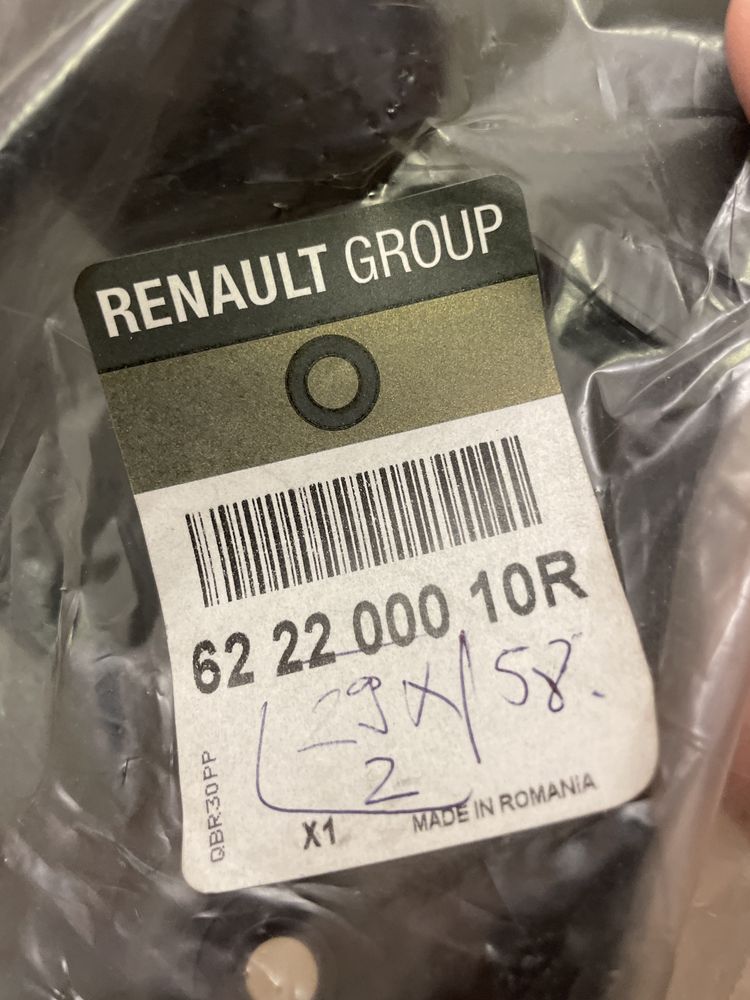 RENAULT GROUP
62 22 000 10R
29 X 58.
2
QBR30PP
X1
MADE IN ROMANIA